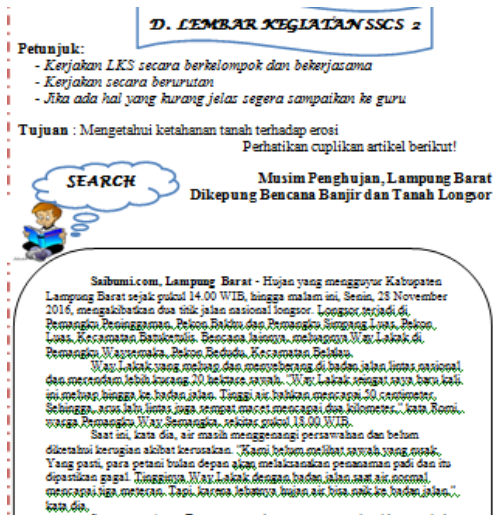 D. LEMBAR KEGIATAN SSCS 2
Petunjuk:
- Kerjakan LKS secara berkelompok dan bekerjasama
- Kerjakan secara berurutan
- Jika ada hal yang kurang jelas segera sampaikan ke guru
Tujuan : Mengetahui ketahanan tanah terhadap erosi
Perhatikan cuplikan artikel berikut!
SEARCH
Musim Penghujan, Lampung Barat
Dikepung Bencana Banjir dan Tanah Longsor
Saibumi.com, Lampung Barat - Hujan yang mengguyur Kabupaten
Lampung Barat sejak pukul 14.00 WIB, hingga malam ini, Senin, 28 November
2016, mengakibatkan dua titik jalan nasional longsor. Longsor terjadi di
Pemangku Peninggaman, Pekon Bakhu dan Pemangku Simpang Luas, Pekon
Luas, Kecamatan Batuketulis. Bencana lainnya, meluapnya Way Lakak di
Pemangku Waysemaka, Pekon Bedudu, Kecamatan Belalau.
Way Lakak yang meluap dan menyeberang di badan jalan lintas nasional
dan merendam lebih kurang 20 hektare sawah. "Way Lakak seingat saya baru kali
ini meluap hingga ke badan jalan. Tinggi air bahkan mencapai 50 centimeter.
Sehingga, arus lalu lintas juga sempat macet mencapai dua kilometer," kata Romi,
warga Pemangku Way Semangka, sekitar pukul 18.00 WIB.
Saat ini, kata dia, air masih menggenangi persawahan dan belum
diketahui kerugian akibat kerusakan. "Kami belum melihat sawah yang rusak.
Yang pasti, para petani bulan depan akan melaksanakan penanaman padi dan itu
dipastikan gagal. Tingginya Way Lakak dengan badan jalan saat air normal
mencapai tiga meteran. Tapi, karena lebatnya hujan air bisa naik ke badan jalan,"
kata dia.